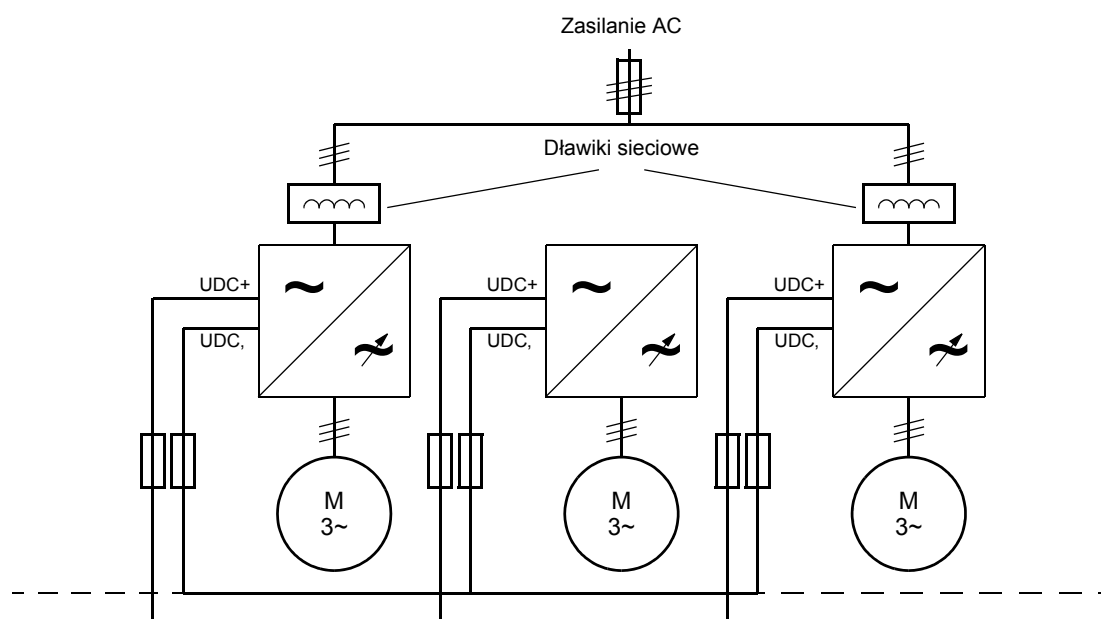 Zasilanie AC
Dławiki sieciowe
UDC+
UDC,
UDC+
UDC,
UDC+
UDC,
M
3~
M
3~
M
3~